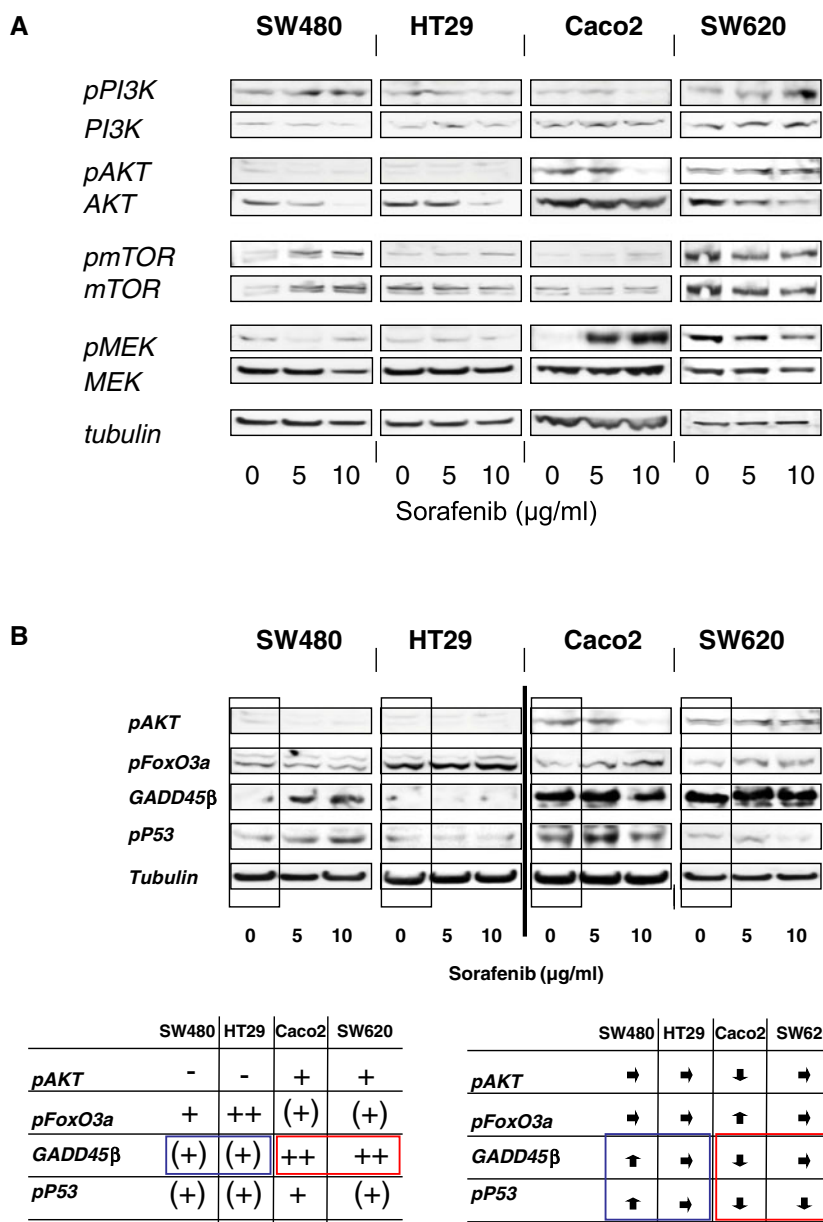 A
SW480 HT29 Caco2 SW620
pPI3K
PI3K
pAKT
AKT
pmTOR
mTOR
pMEK
MEK
tubulin
0 5 10 0 5 10 0 5 10 0 5 10
Sorafenib (µg/ml)
B
SW480 HT29 Caco2 SW620
pAKT
pFoxO3a
GADD45β
pP53
Tubulin
0 5 10 0 5 10 0 5 10 0 5 10
Sorafenib (µg/ml)
SW480 HT29 Caco2 SW620
pAKT - - + +
pFoxO3a + ++ (+) (+)
GADD45β (+) (+) ++ ++
pP53 (+) (+) + (+)
SW480 HT29 Caco2 SW62
pAKT → → ↓ →
pFoxO3a → → ↑ →
GADD45β ↑ → ↓ →
pP53 ↑ → ↓ ↓